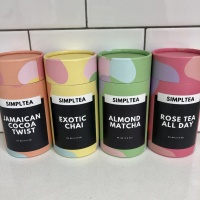 SIMPLTEA
JAMAICAN
COCOA
TWIST
SIMPLTEA
EXOTIC
CHAI
SIMPLTEA
ALMOND
MATCHA
SIMPLTEA
ROSE TEA
ALL DAY